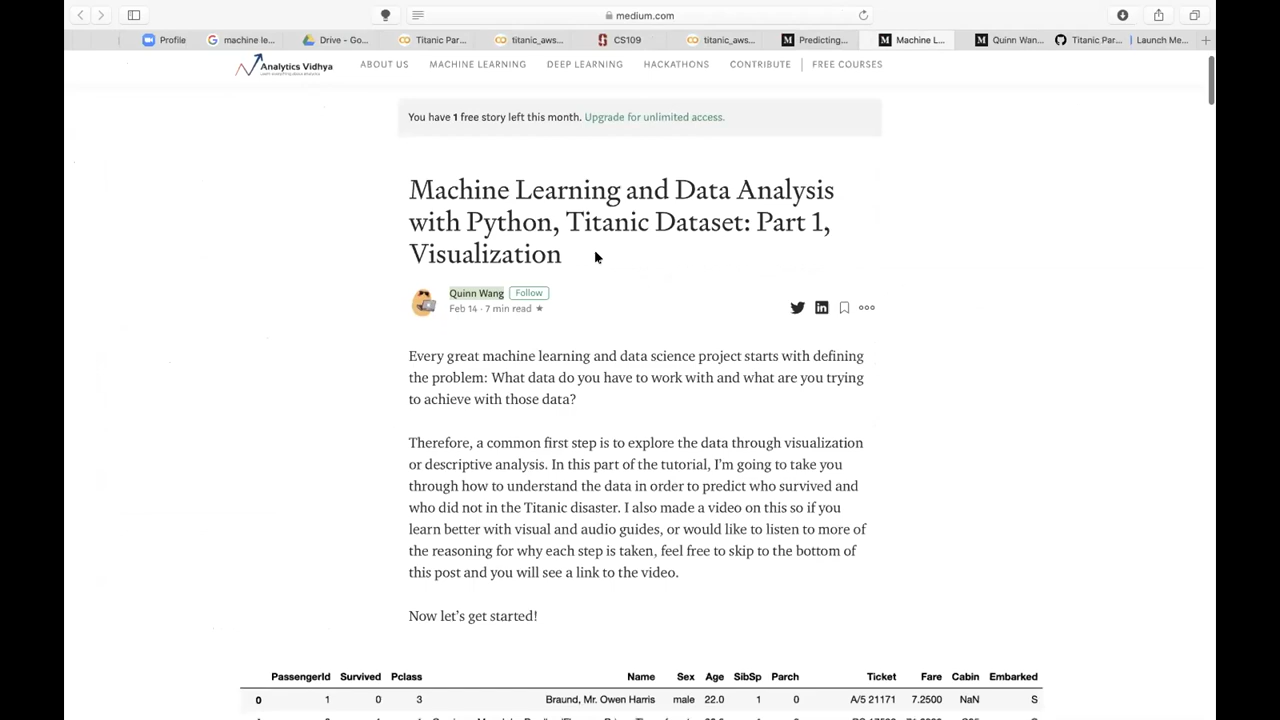 medium.com
Profile
machine le...
Drive - Go...
Titanic Par...
titanic_aws...
CS109
titanic_aws...
Predicting...
Machine L...
Quinn Wan...
Titanic Par...
Launch Me...
Analytics Vidhya
ABOUT US
MACHINE LEARNING
DEEP LEARNING
HACKATHONS
CONTRIBUTE
FREE COURSES
You have 1 free story left this month. Upgrade for unlimited access.
Machine Learning and Data Analysis
with Python, Titanic Dataset: Part 1,
Visualization
Quinn Wang Follow
Feb 14 · 7 min read ★
Every great machine learning and data science project starts with defining
the problem: What data do you have to work with and what are you trying
to achieve with those data?
Therefore, a common first step is to explore the data through visualization
or descriptive analysis. In this part of the tutorial, I'm going to take you
through how to understand the data in order to predict who survived and
who did not in the Titanic disaster. I also made a video on this so if you
learn better with visual and audio guides, or would like to listen to more of
the reasoning for why each step is taken, feel free to skip to the bottom of
this post and you will see a link to the video.
Now let's get started!
PassengerId Survived Pclass Name Sex Age SibSp Parch Ticket Fare Cabin Embarked
0 1 0 3 Braund, Mr. Owen Harris male 22.0 1 0 A/5 21171 7.2500 NaN S